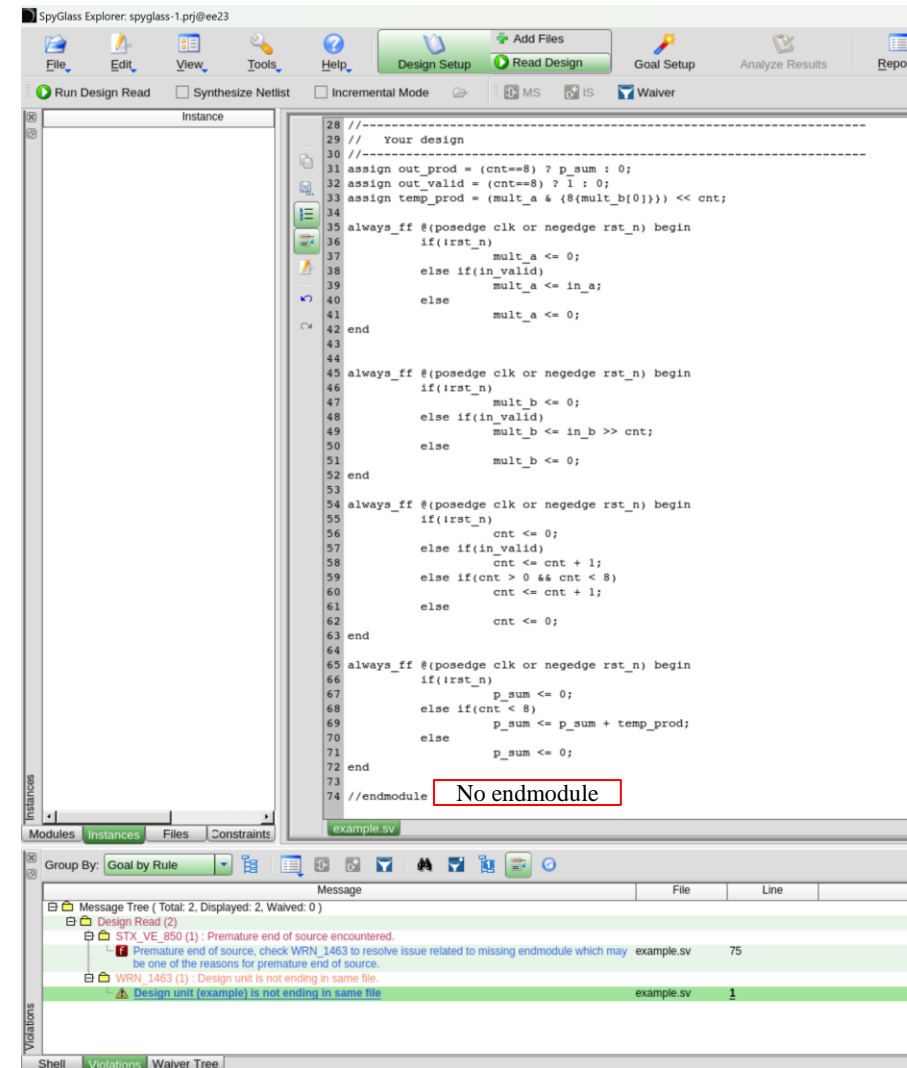 SpyGlass Explorer: spyglass-1.prj@ee23
File Edit View Tools Help Design Setup Add Files Read Design Goal Setup Analyze Results Repo
Run Design Read Synthesize Netlist Incremental Mode MS IS Waiver
Instance
28 //--------------------------------------------------------------------
29 // Your design
30 //--------------------------------------------------------------------
31 assign out_prod = (cnt==8) ? p_sum : 0;
32 assign out_valid = (cnt==8) ? 1 : 0;
33 assign temp_prod = (mult_a & {8{mult_b[0]}}) << cnt;
34
35 always_ff @(posedge clk or negedge rst_n) begin
36 if(!rst_n)
37 mult_a <= 0;
38 else if(in_valid)
39 mult_a <= in_a;
40 else
41 mult_a <= 0;
42 end
43
44
45 always_ff @(posedge clk or negedge rst_n) begin
46 if(!rst_n)
47 mult_b <= 0;
48 else if(in_valid)
49 mult_b <= in_b >> cnt;
50 else
51 mult_b <= 0;
52 end
53
54 always_ff @(posedge clk or negedge rst_n) begin
55 if(!rst_n)
56 cnt <= 0;
57 else if(in_valid)
58 cnt <= cnt + 1;
59 else if(cnt > 0 && cnt < 8)
60 cnt <= cnt + 1;
61 else
62 cnt <= 0;
63 end
64
65 always_ff @(posedge clk or negedge rst_n) begin
66 if(!rst_n)
67 p_sum <= 0;
68 else if(cnt < 8)
69 p_sum <= p_sum + temp_prod;
70 else
71 p_sum <= 0;
72 end
73
74 //endmodule No endmodule
Instances
Modules Instances Files Constraints example.sv
Group By: Goal by Rule
Message File Line
Message Tree ( Total: 2, Displayed: 2, Waived: 0 )
Design Read (2)
STX_VE_850 (1) : Premature end of source encountered.
Premature end of source, check WRN_1463 to resolve issue related to missing endmodule which may example.sv 75
be one of the reasons for premature end of source.
WRN_1463 (1) : Design unit is not ending in same file.
Design unit (example) is not ending in same file example.sv 1
Violations
Shell Violations Waiver Tree